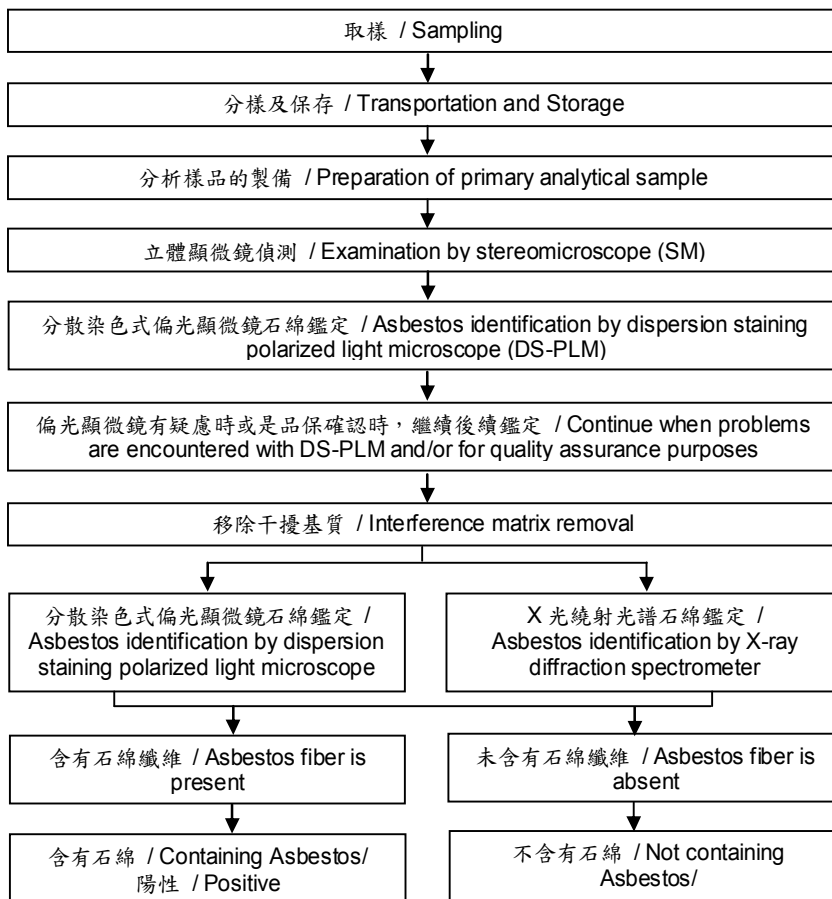 取樣 / Sampling
分樣及保存 / Transportation and Storage
分析樣品的製備 / Preparation of primary analytical sample
立體顯微鏡偵測 / Examination by stereomicroscope (SM)
分散染色式偏光顯微鏡石綿鑑定 / Asbestos identification by dispersion staining
polarized light microscope (DS-PLM)
偏光顯微鏡有疑慮時或是品保確認時，繼續後續鑑定 / Continue when problems
are encountered with DS-PLM and/or for quality assurance purposes
移除干擾基質 / Interference matrix removal
分散染色式偏光顯微鏡石綿鑑定 /
Asbestos identification by dispersion
staining polarized light microscope
X 光繞射光譜石綿鑑定 /
Asbestos identification by X-ray
diffraction spectrometer
含有石綿纖維 / Asbestos fiber is
present
未含有石綿纖維 / Asbestos fiber is
absent
含有石綿 / Containing Asbestos/
陽性 / Positive
不含有石綿 / Not containing
Asbestos/